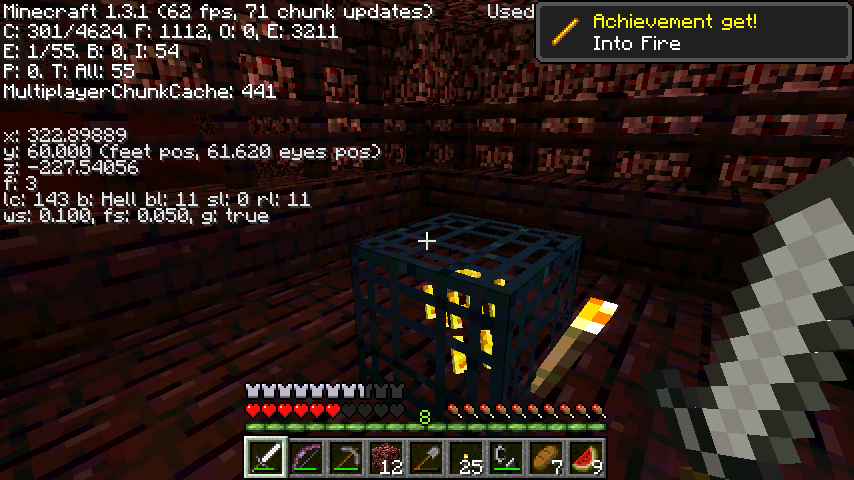 Minecraft 1.3.1 (62 fps, 71 chunk updates)
Used
C: 301/4624. F: 1112, O: 0, E: 3211
E: 1/55. B: 0, I: 54
P: 0. T: All: 55
MultiplayerChunkCache: 441
Achievement get!
Into Fire
x: 322.89889
y: 60.000 (feet pos, 61.620 eyes pos)
z: -227.54056
f: 3
lc: 143 b: Hell bl: 11 sl: 0 rl: 11
ws: 0.100, fs: 0.050, g: true
8
12 25 7 9